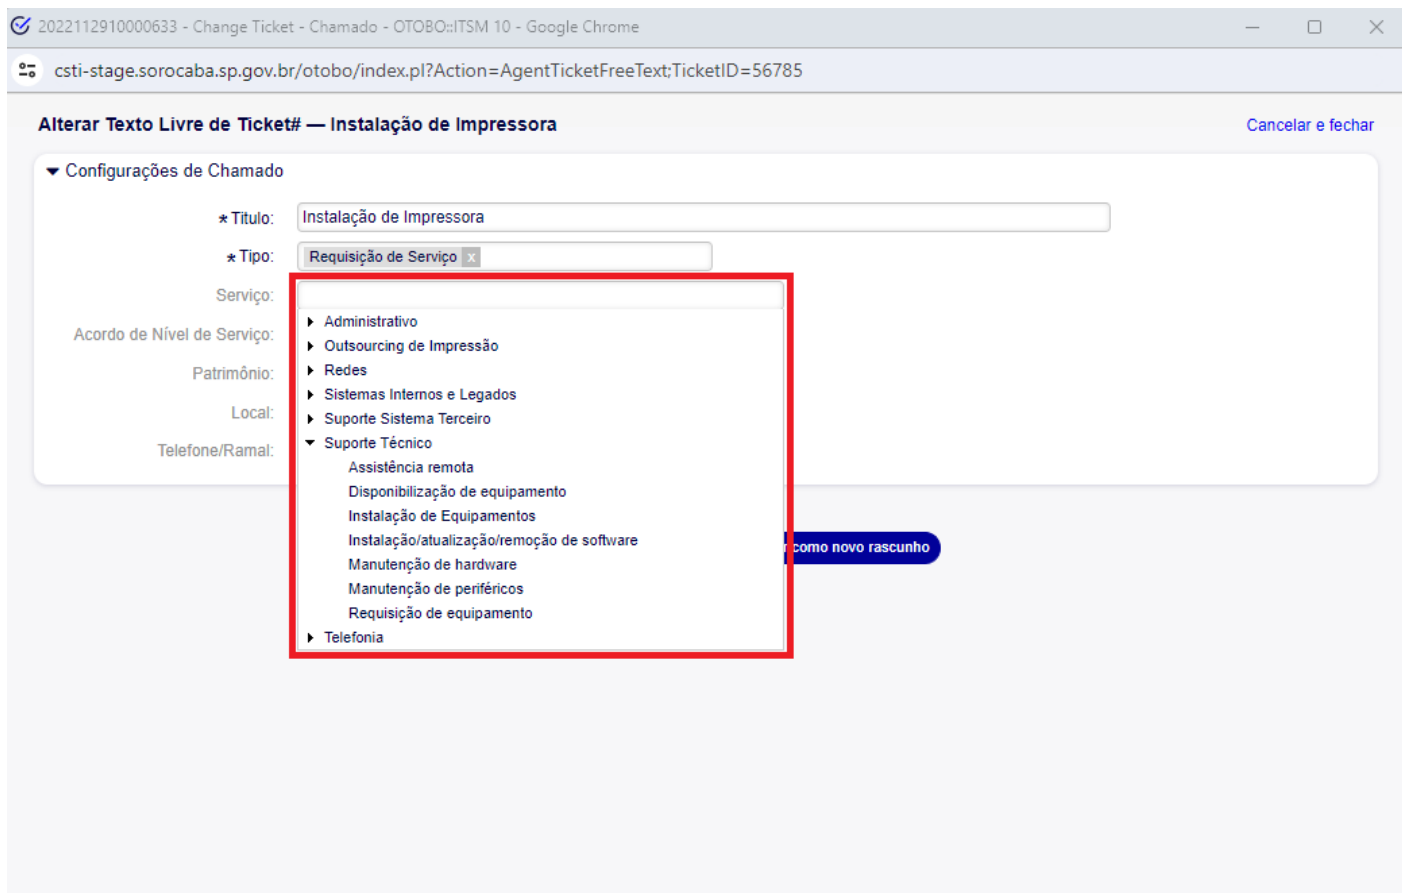 2022112910000633 - Change Ticket - Chamado - OTOBO::ITSM 10 - Google Chrome
csti-stage.sorocaba.sp.gov.br/otobo/index.pl?Action=AgentTicketFreeText;TicketID=56785
Alterar Texto Livre de Ticket# — Instalação de Impressora
Cancelar e fechar
Configurações de Chamado
* Titulo: Instalação de Impressora
* Tipo: Requisição de Serviço x
Serviço:
Acordo de Nível de Serviço:
Patrimônio:
Local:
Telefone/Ramal:
Administrativo
Outsourcing de Impressão
Redes
Sistemas Internos e Legados
Suporte Sistema Terceiro
Suporte Técnico
Assistência remota
Disponibilização de equipamento
Instalação de Equipamentos
Instalação/atualização/remoção de software
Manutenção de hardware
Manutenção de periféricos
Requisição de equipamento
Telefonia
como novo rascunho